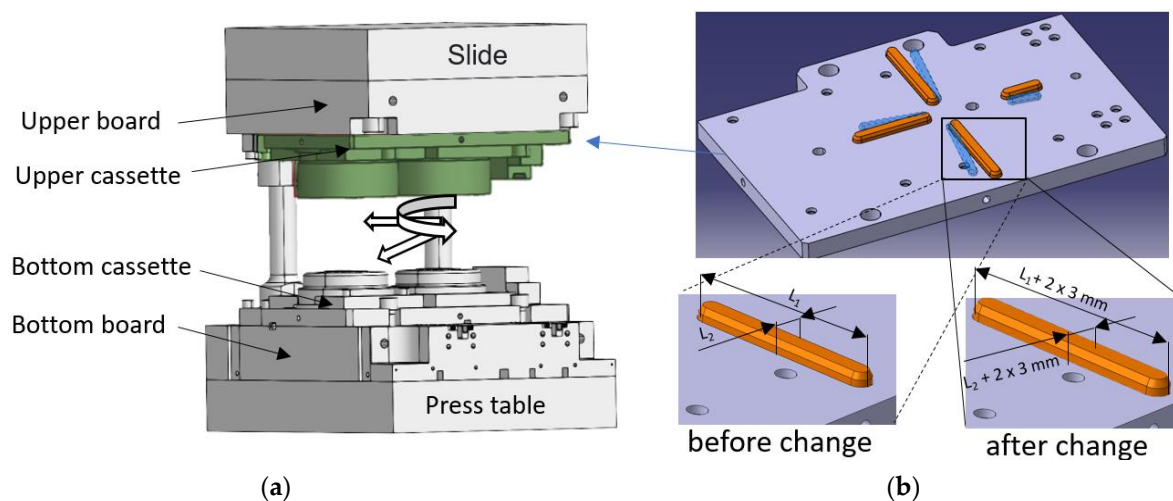 Slide
Upper board
Upper cassette
Bottom cassette
Bottom board
Press table
(a)
L₁
L₂
before change
L₁ + 2 x 3 mm
L₂ + 2 x 3 mm
after change
(b)